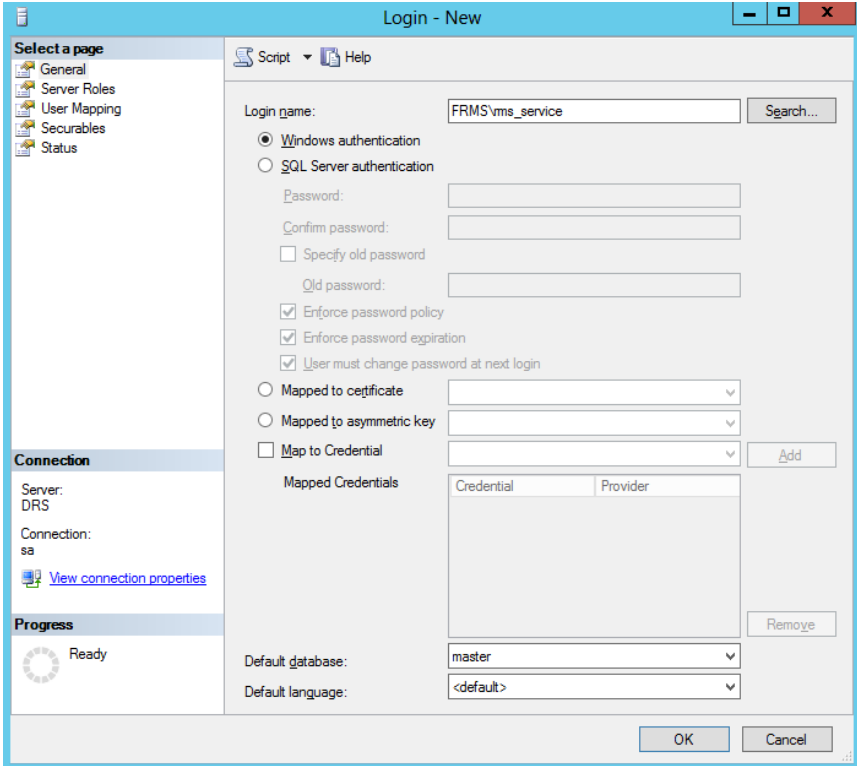 Login - New
Select a page
General
Server Roles
User Mapping
Securables
Status
Script
Help
Login name:
FRMS\rms_service
Search...
Windows authentication
SQL Server authentication
Password:
Confirm password:
Specify old password
Old password:
Enforce password policy
Enforce password expiration
User must change password at next login
Mapped to certificate
Mapped to asymmetric key
Map to Credential
Add
Mapped Credentials
Credential
Provider
Remove
Default database:
master
Default language:
<default>
Connection
Server:
DRS
Connection:
sa
View connection properties
Progress
Ready
OK
Cancel